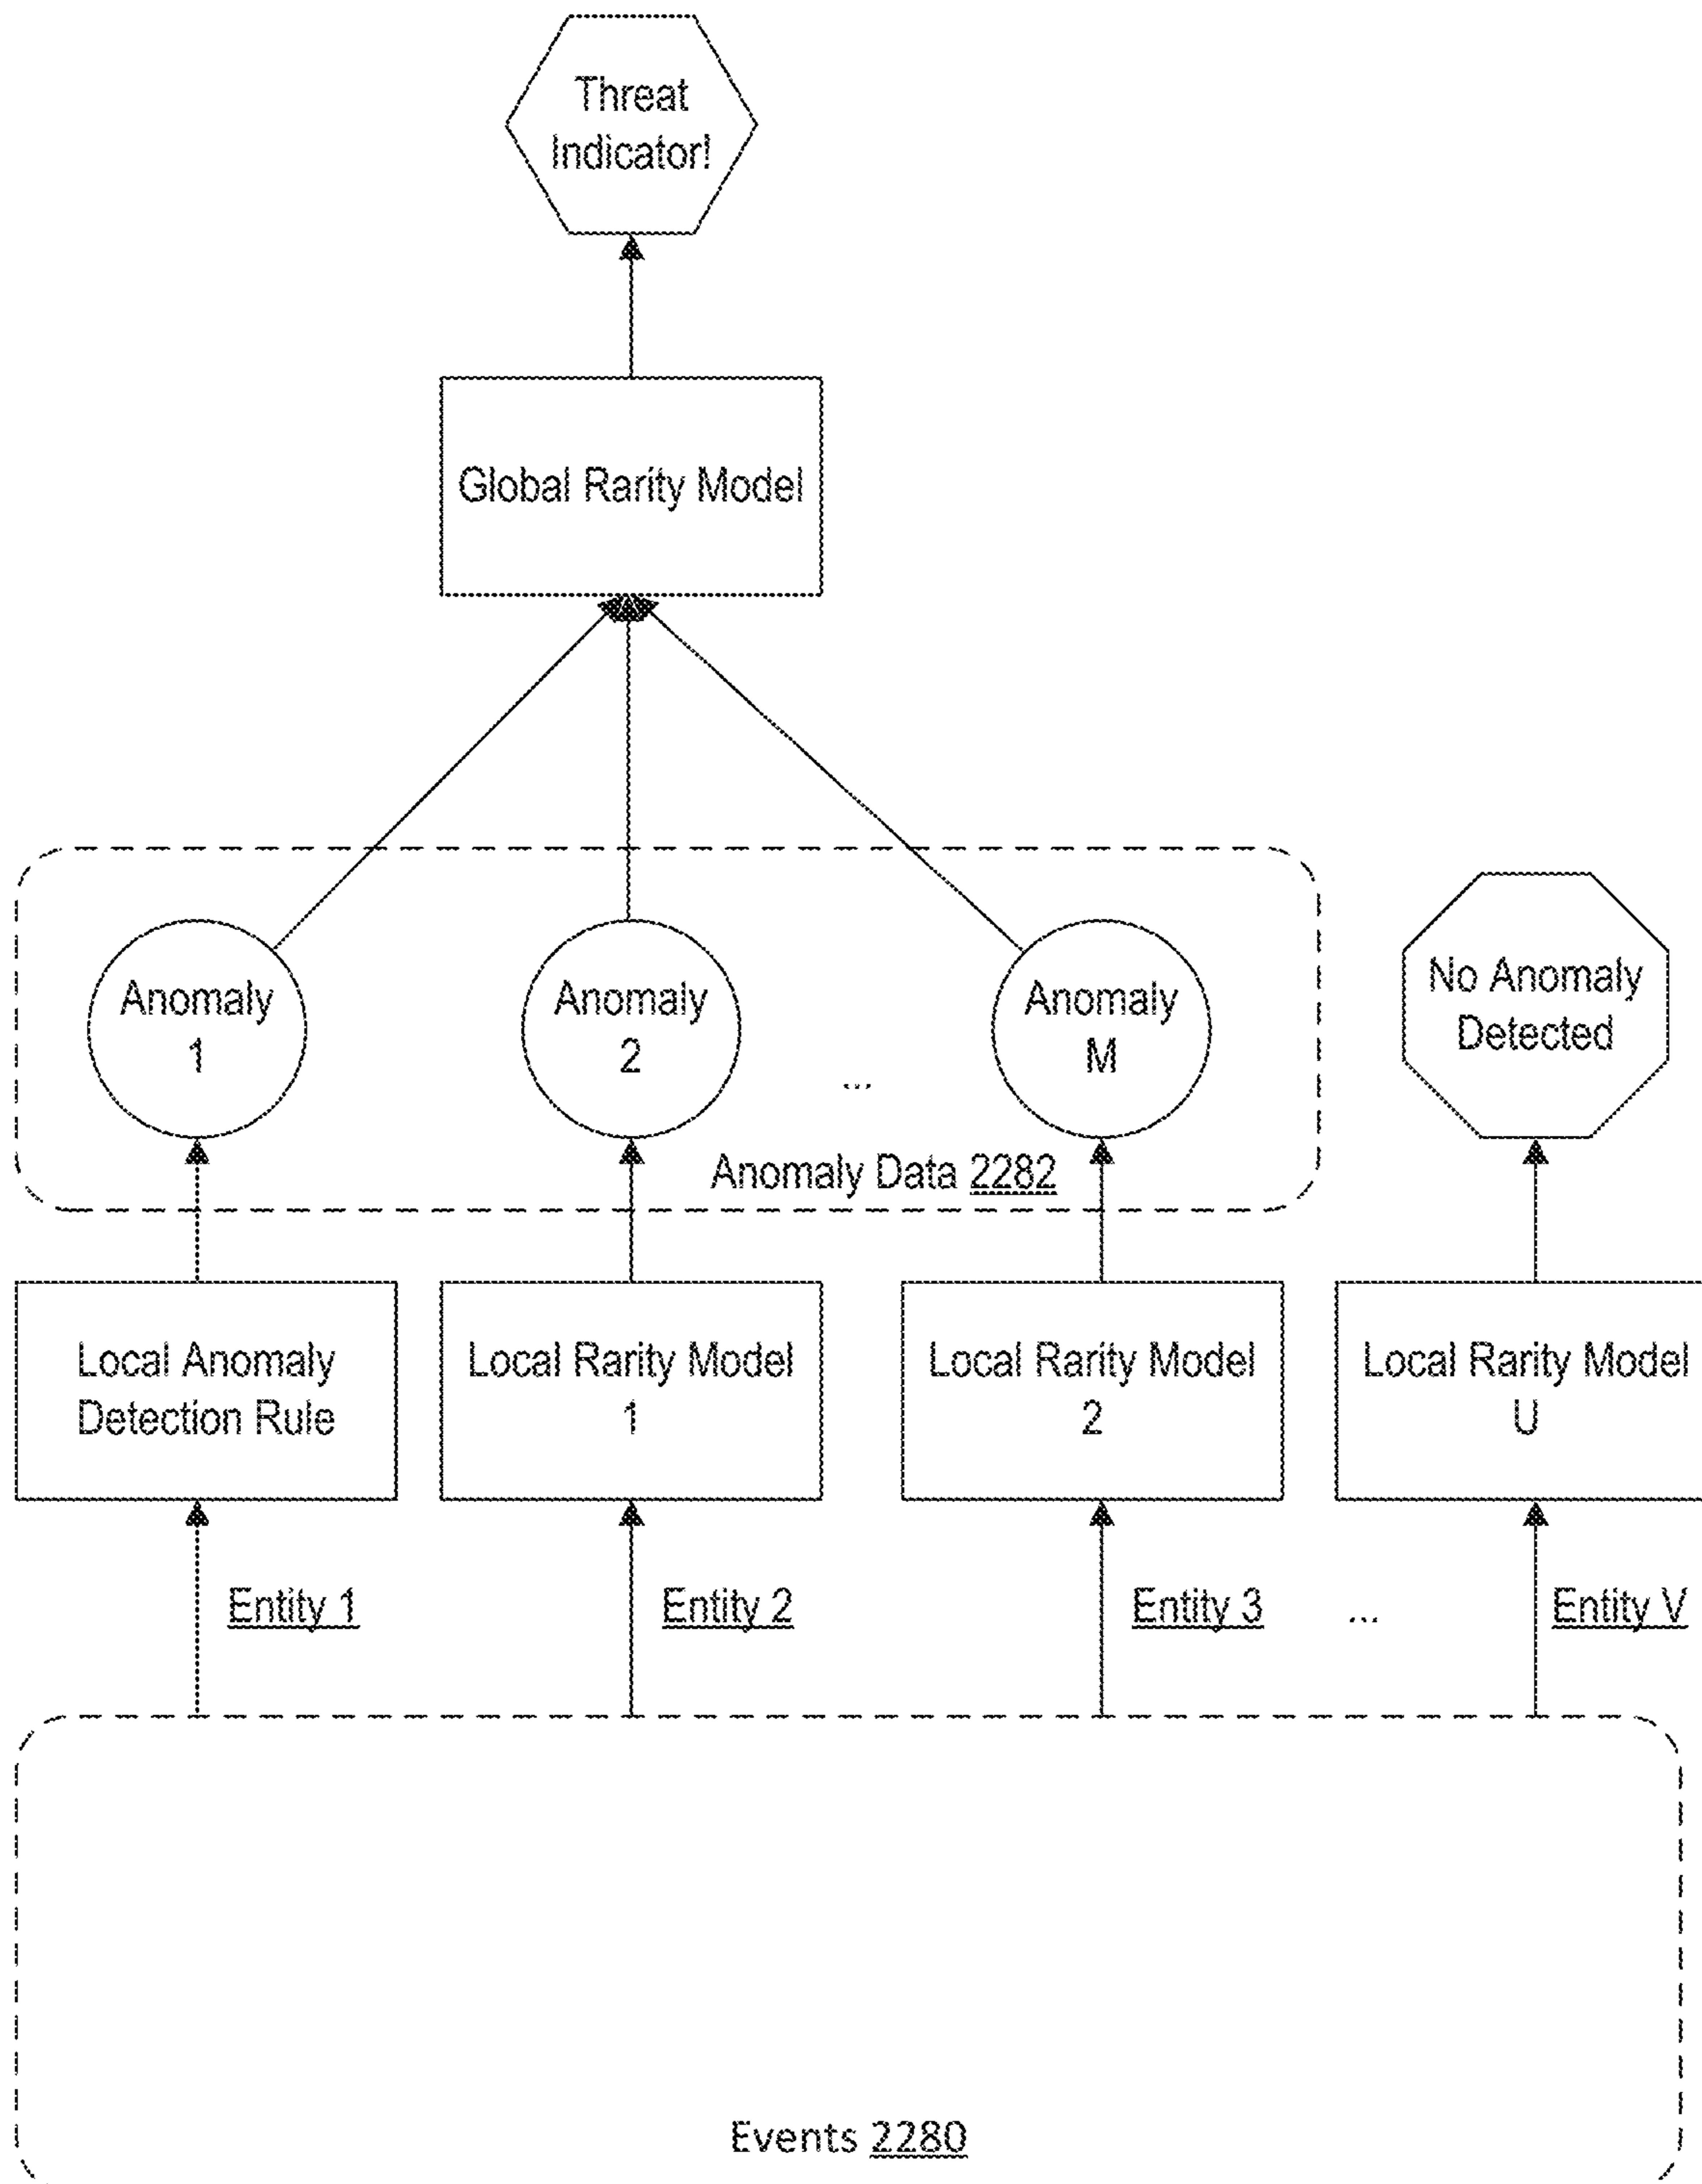 Threat
Indicator!
Global Rarity Model
Anomaly
1
Anomaly
2
...
Anomaly
M
No Anomaly
Detected
Anomaly Data 2282
Local Anomaly
Detection Rule
Local Rarity Model
1
Local Rarity Model
2
Local Rarity Model
U
Entity 1
Entity 2
Entity 3
...
Entity V
Events 2280